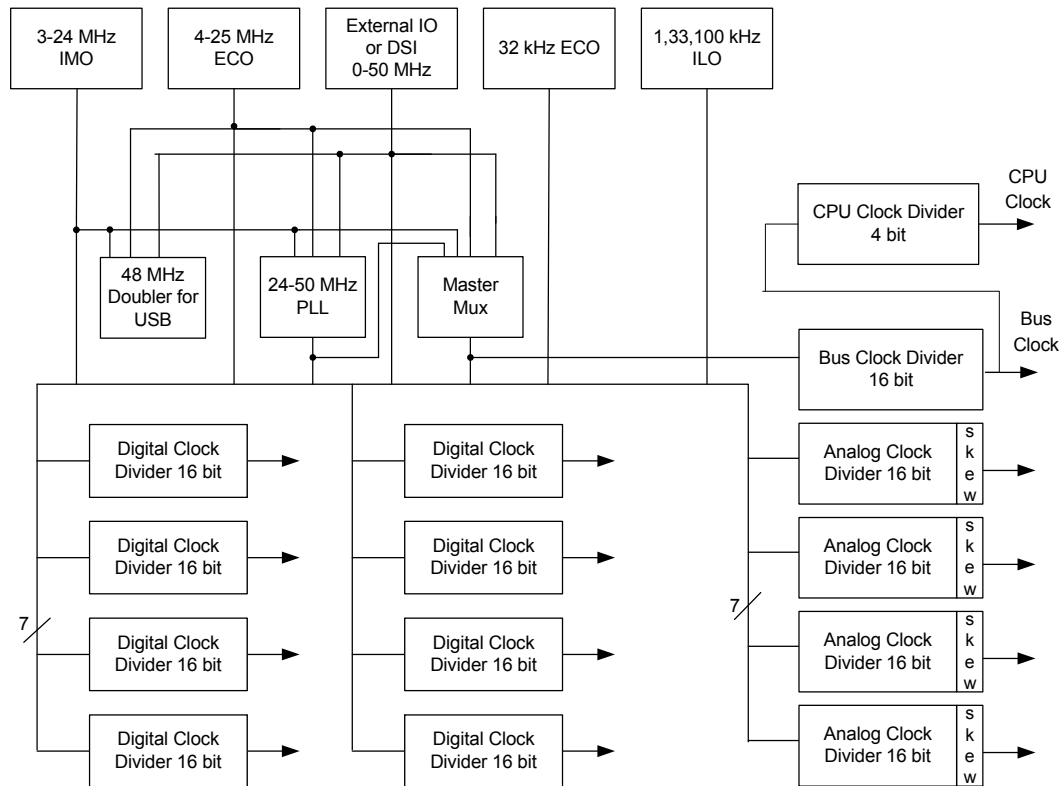 3-24 MHz
IMO
4-25 MHz
ECO
External IO
or DSI
0-50 MHz
32 kHz ECO
1,33,100 kHz
ILO
CPU
Clock
CPU Clock Divider
4 bit
48 MHz
Doubler for
USB
24-50 MHz
PLL
Master
Mux
Bus
Clock
Bus Clock Divider
16 bit
Digital Clock
Divider 16 bit
Digital Clock
Divider 16 bit
Analog Clock
Divider 16 bit
s
k
e
w
Digital Clock
Divider 16 bit
Digital Clock
Divider 16 bit
Analog Clock
Divider 16 bit
s
k
e
w
7
7
Digital Clock
Divider 16 bit
Digital Clock
Divider 16 bit
Analog Clock
Divider 16 bit
s
k
e
w
Digital Clock
Divider 16 bit
Digital Clock
Divider 16 bit
Analog Clock
Divider 16 bit
s
k
e
w